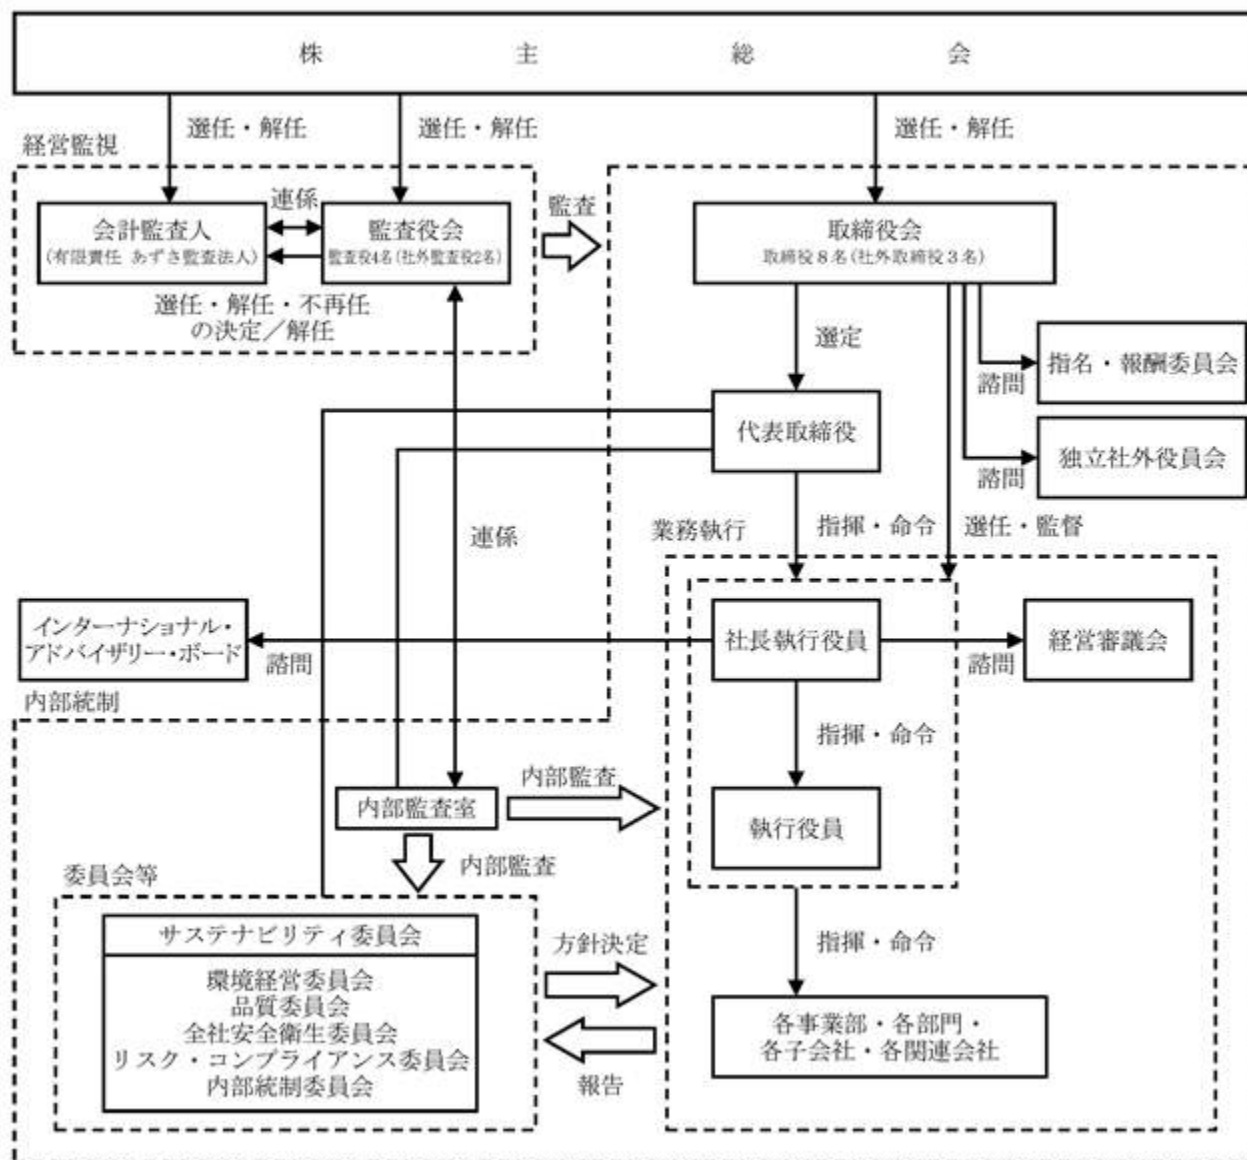 株主総会
選任・解任
選任・解任
選任・解任
経営監視
連係
監査
会計監査人
(有限責任 あずさ監査法人)
監査役会
監査役4名(社外監査役2名)
取締役会
取締役8名(社外取締役3名)
選任・解任・不再任
の決定／解任
選定
諮問
指名・報酬委員会
代表取締役
諮問
独立社外役員会
連係
業務執行
指揮・命令
選任・監督
インターナショナル・
アドバイザリー・ボード
諮問
社長執行役員
諮問
経営審議会
内部統制
指揮・命令
内部監査室
内部監査
執行役員
内部監査
委員会等
サステナビリティ委員会
環境経営委員会
品質委員会
全社安全衛生委員会
リスク・コンプライアンス委員会
内部統制委員会
方針決定
報告
指揮・命令
各事業部・各部門・
各子会社・各関連会社